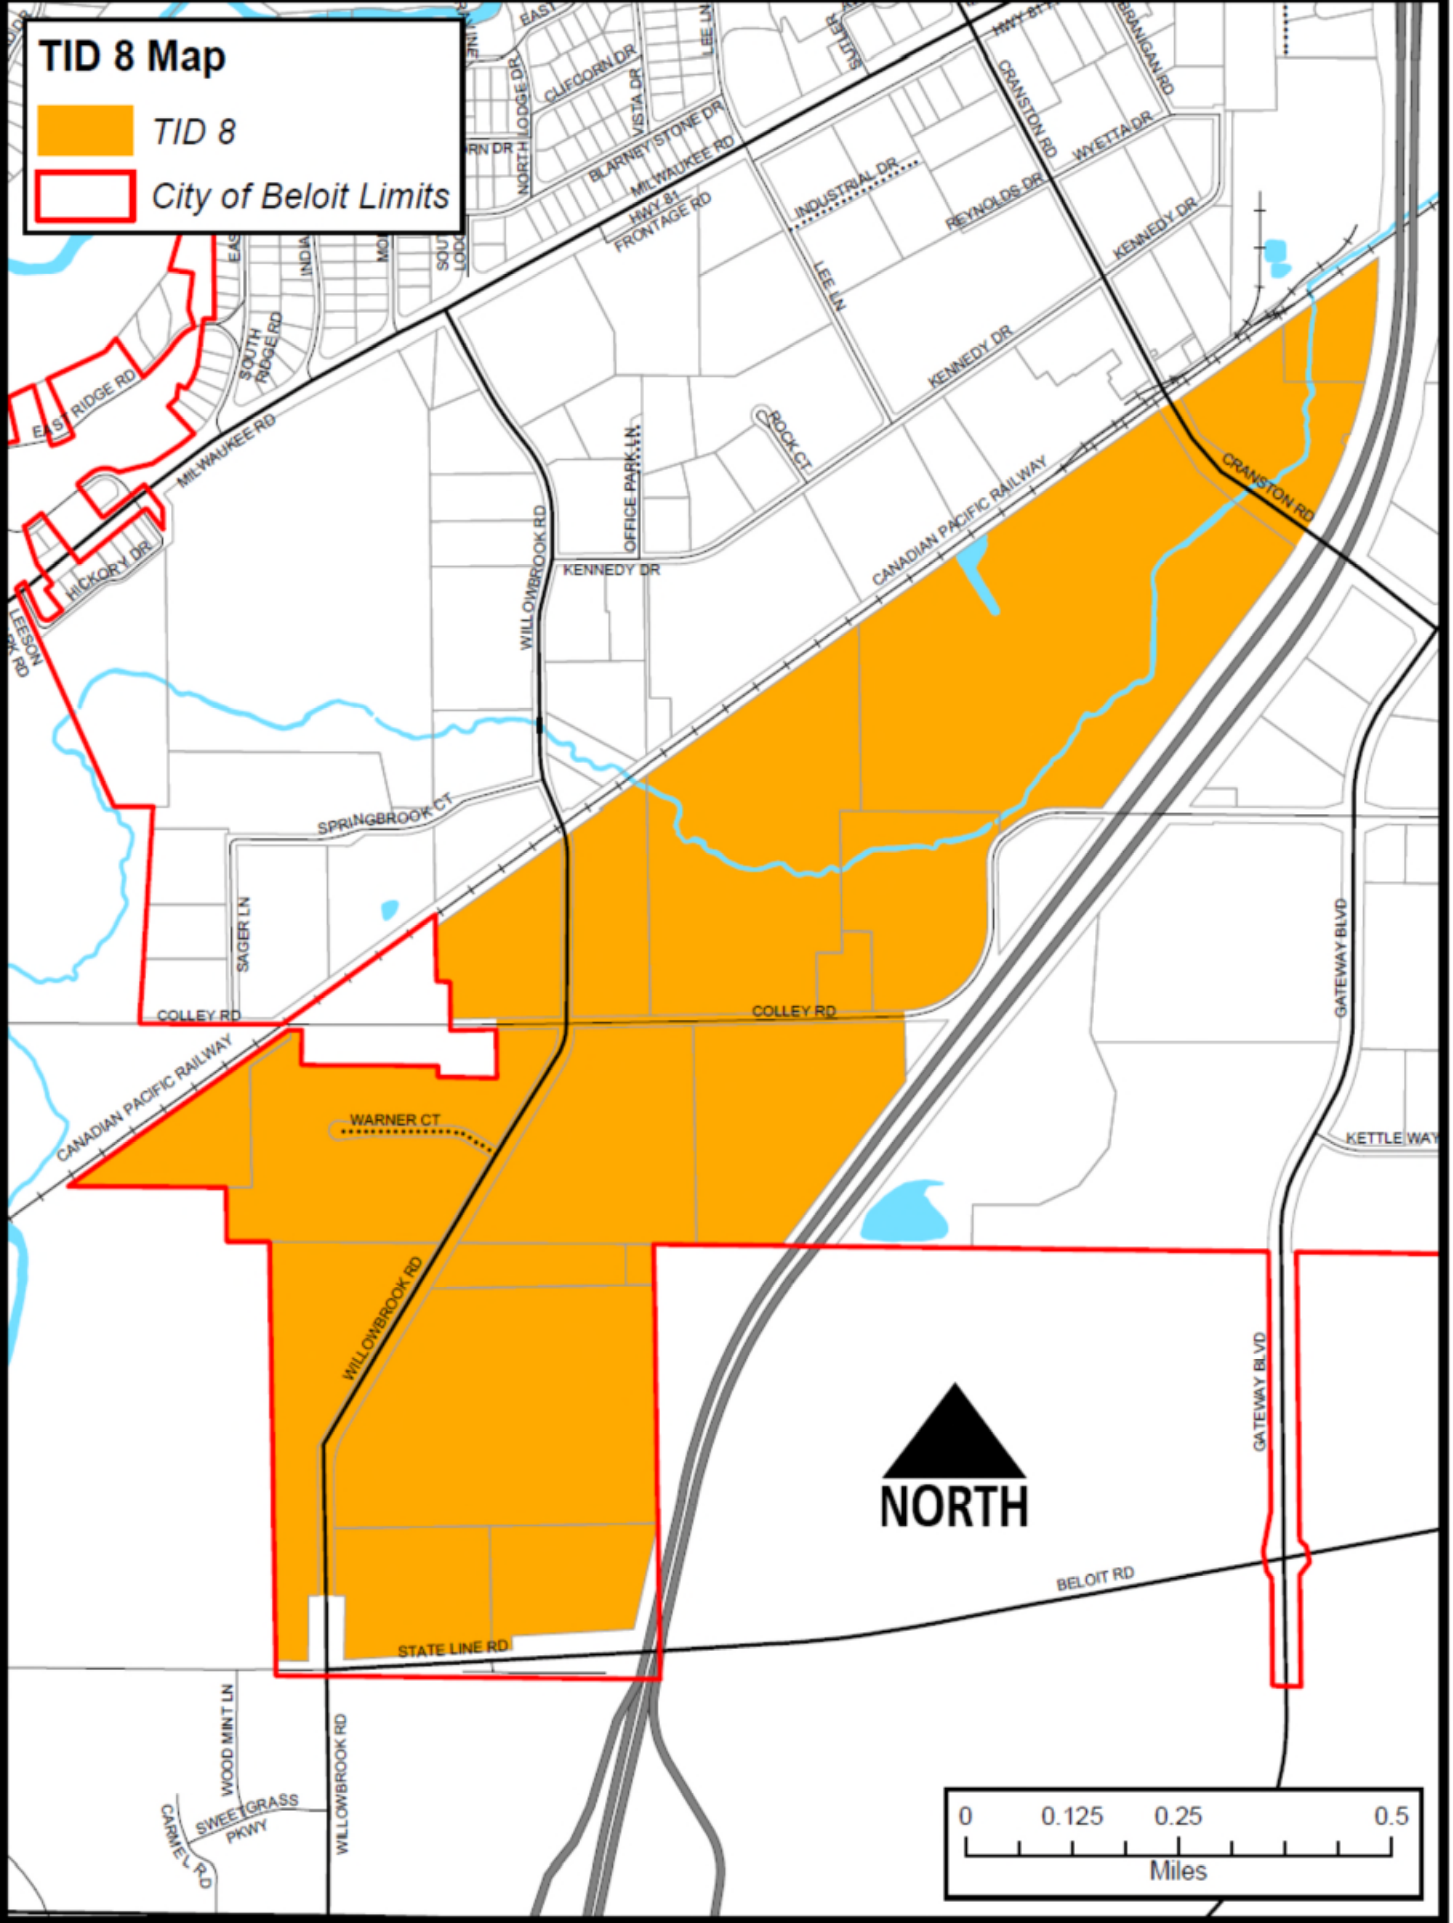 TID 8 Map
TID 8
City of Beloit Limits
EAST
CLIFCORN DR
NORTH LODGE DR
VISTA DR
LEE LN
BLARNEY STONE DR
MILWAUKEE RD
HWY 81
FRONTAGE RD
ORN DR
HWY 81
CRANSTON RD
BRANIGAN RD
WYETTA DR
INDUSTRIAL DR
REYNOLDS DR
KENNEDY DR
LEE LN
KENNEDY DR
SOUTH
RIDGE RD
EAST RIDGE RD
MILWAUKEE RD
HICKORY DR
LEESON
RK RD
ROCK CT
OFFICE PARK LN
WILLOWBROOK RD
KENNEDY DR
CANADIAN PACIFIC RAILWAY
CRANSTON RD
SPRINGBROOK CT
SAGER LN
COLLEY RD
COLLEY RD
GATEWAY BLVD
CANADIAN PACIFIC RAILWAY
WARNER CT
KETTLE WAY
WILLOWBROOK RD
GATEWAY BLVD
NORTH
BELOIT RD
STATE LINE RD
WOOD MINT LN
WILLOWBROOK RD
SWEETGRASS
PKWY
CARMEL RD
0 0.125 0.25 0.5
Miles